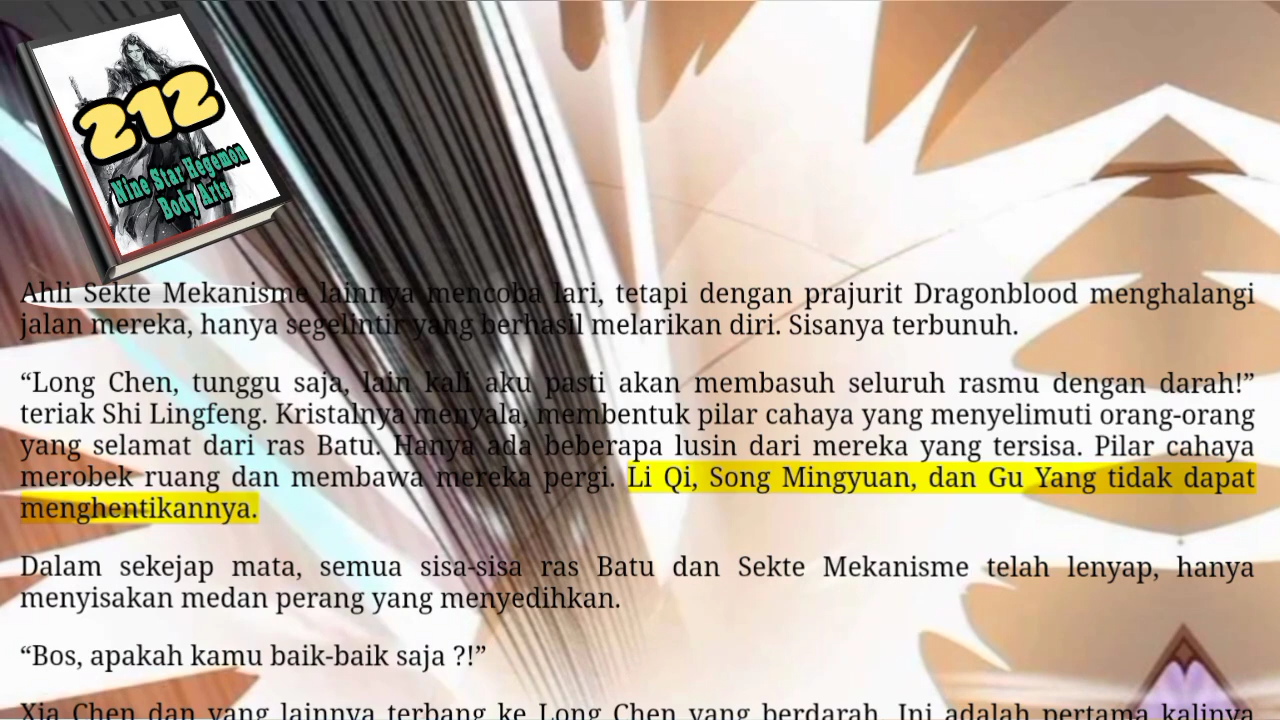 212
Nine Star Hegemon
Body Arts
Ahli Sekte Mekanisme lainnya mencoba lari, tetapi dengan prajurit Dragonblood menghalangi
jalan mereka, hanya segelintir yang berhasil melarikan diri. Sisanya terbunuh.
“Long Chen, tunggu saja, lain kali aku pasti akan membasuh seluruh rasmu dengan darah!”
teriak Shi Lingfeng. Kristalnya menyala, membentuk pilar cahaya yang menyelimuti orang-orang
yang selamat dari ras Batu. Hanya ada beberapa lusin dari mereka yang tersisa. Pilar cahaya
merobek ruang dan membawa mereka pergi. Li Qi, Song Mingyuan, dan Gu Yang tidak dapat
menghentikannya.
Dalam sekejap mata, semua sisa-sisa ras Batu dan Sekte Mekanisme telah lenyap, hanya
menyisakan medan perang yang menyedihkan.
“Bos, apakah kamu baik-baik saja ?!”
Xia Chen dan yang lainnya terbang ke Long Chen yang berdarah. Ini adalah pertama kalinya